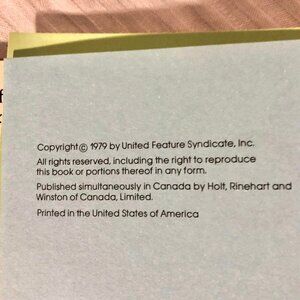 Copyright © 1979 by United Feature Syndicate, Inc.
All rights reserved, including the right to reproduce
this book or portions thereof in any form.
Published simultaneously in Canada by Holt, Rinehart and
Winston of Canada, Limited.
Printed in the United States of America